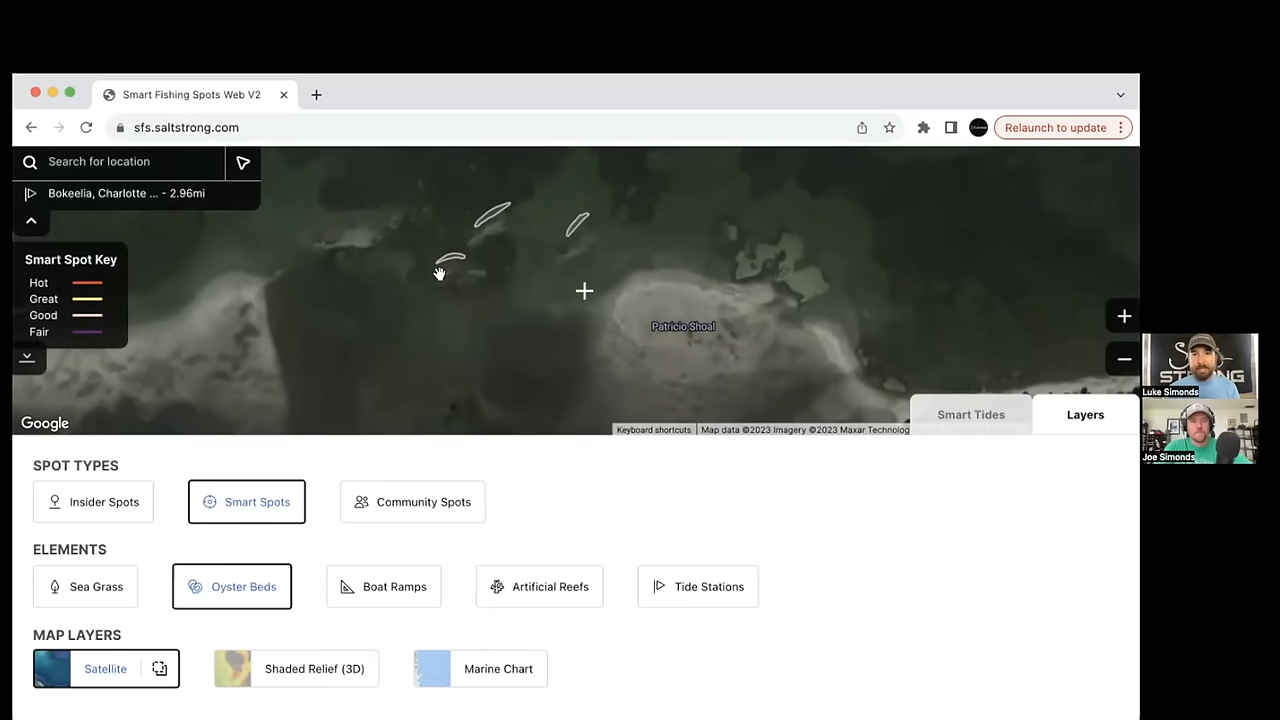 Smart Fishing Spots Web V2
sfs.saltstrong.com
Relaunch to update
Search for location
Bokeelia, Charlotte ... - 2.96mi
Smart Spot Key
Hot
Great
Good
Fair
Patricio Shoal
Google
Keyboard shortcuts
Map data ©2023 Imagery ©2023 Maxar Technolog
Smart Tides
Layers
Luke Simonds
Joe Simonds
SPOT TYPES
Insider Spots
Smart Spots
Community Spots
ELEMENTS
Sea Grass
Oyster Beds
Boat Ramps
Artificial Reefs
Tide Stations
MAP LAYERS
Satellite
Shaded Relief (3D)
Marine Chart